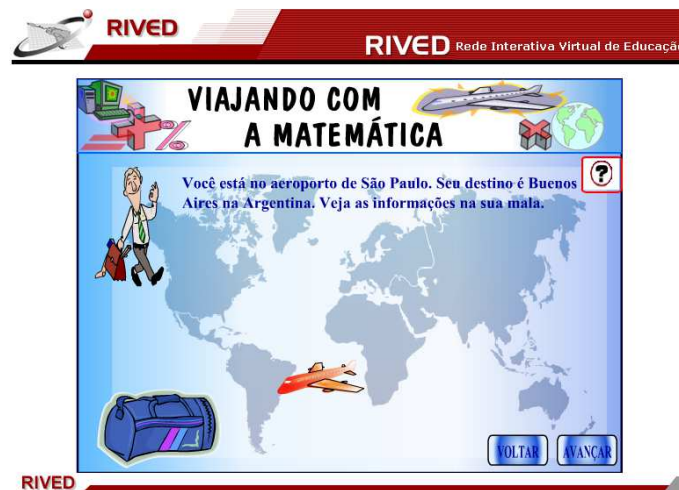 RIVED
RIVED Rede Interativa Virtual de Educaçã
VIAJANDO COM
A MATEMÁTICA
Você está no aeroporto de São Paulo. Seu destino é Buenos
Aires na Argentina. Veja as informações na sua mala.
?
VOLTAR
AVANÇAR
RIVED